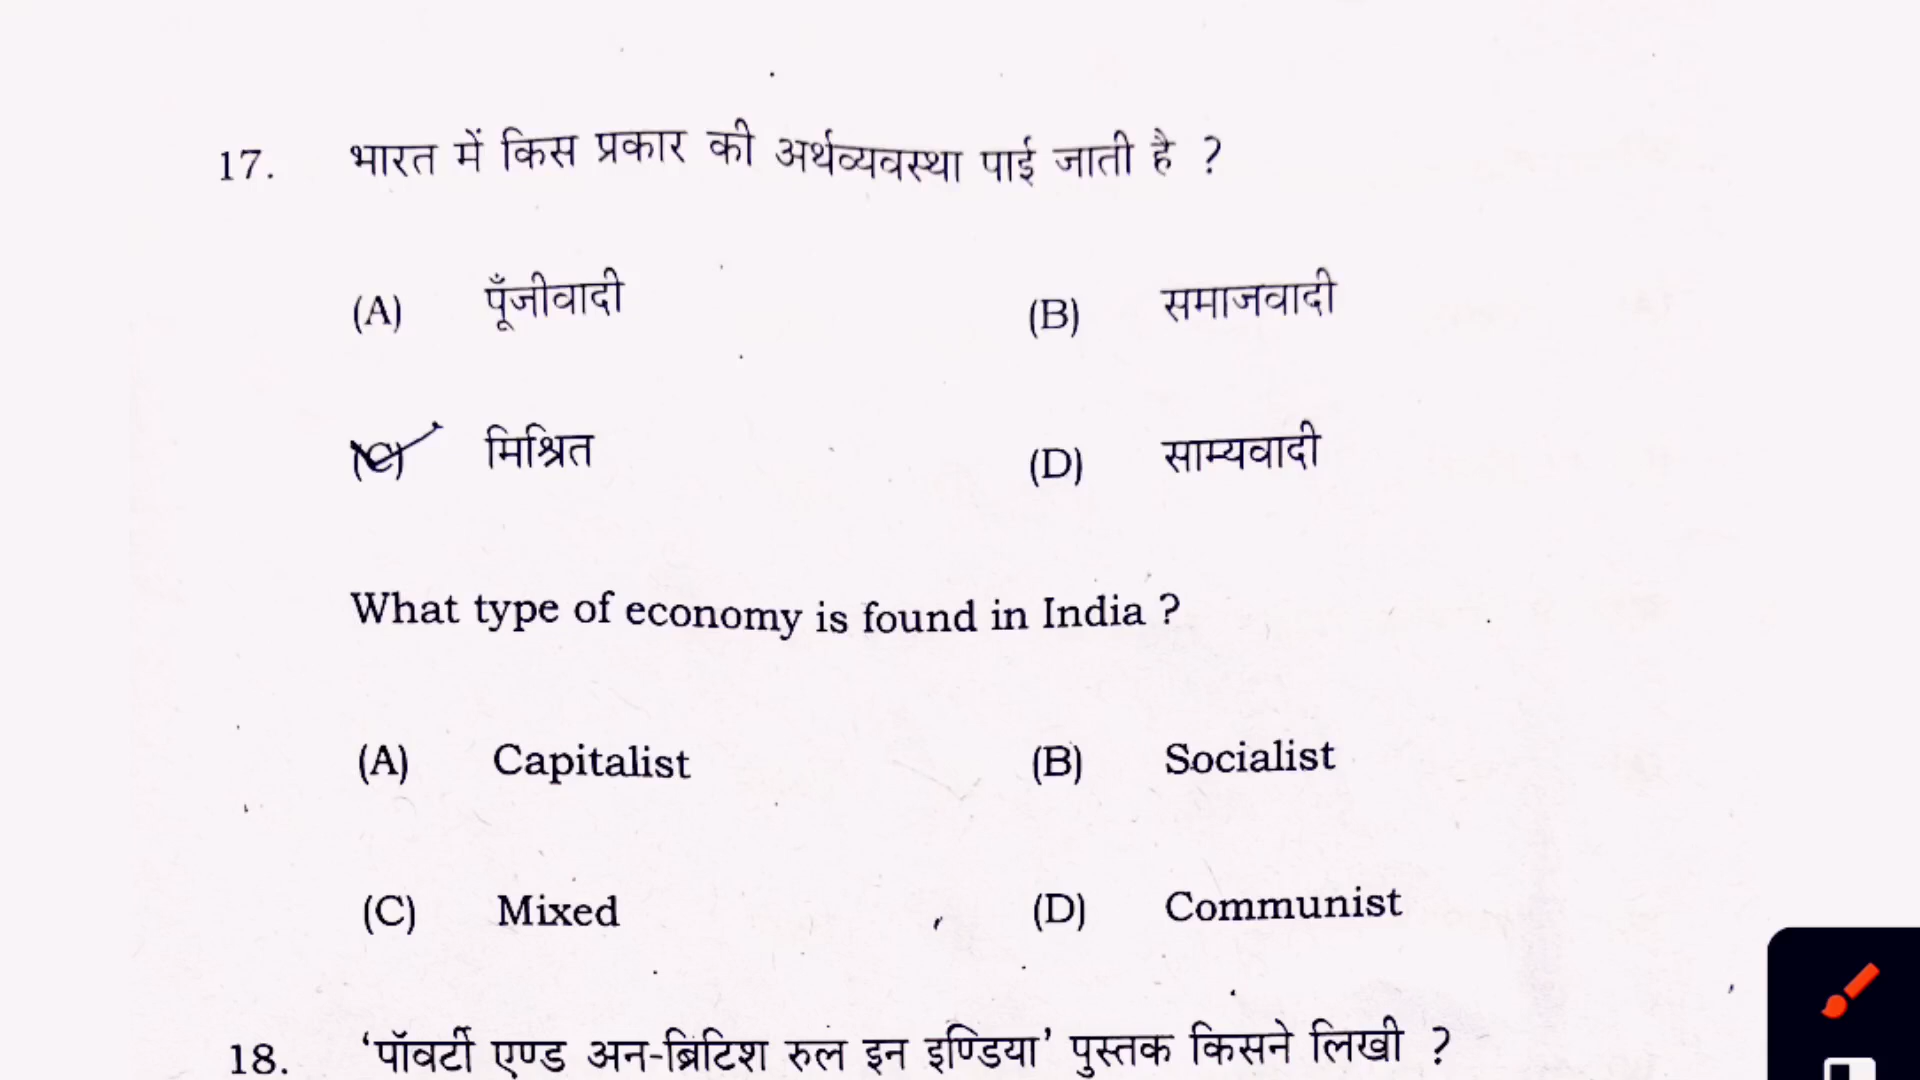 17. भारत में किस प्रकार की अर्थव्यवस्था पाई जाती है ?
(A) पूँजीवादी (B) समाजवादी
(C) मिश्रित (D) साम्यवादी
What type of economy is found in India ?
(A) Capitalist (B) Socialist
(C) Mixed (D) Communist
18. ‘पॉवर्टी एण्ड अन-ब्रिटिश रुल इन इण्डिया’ पुस्तक किसने लिखी ?